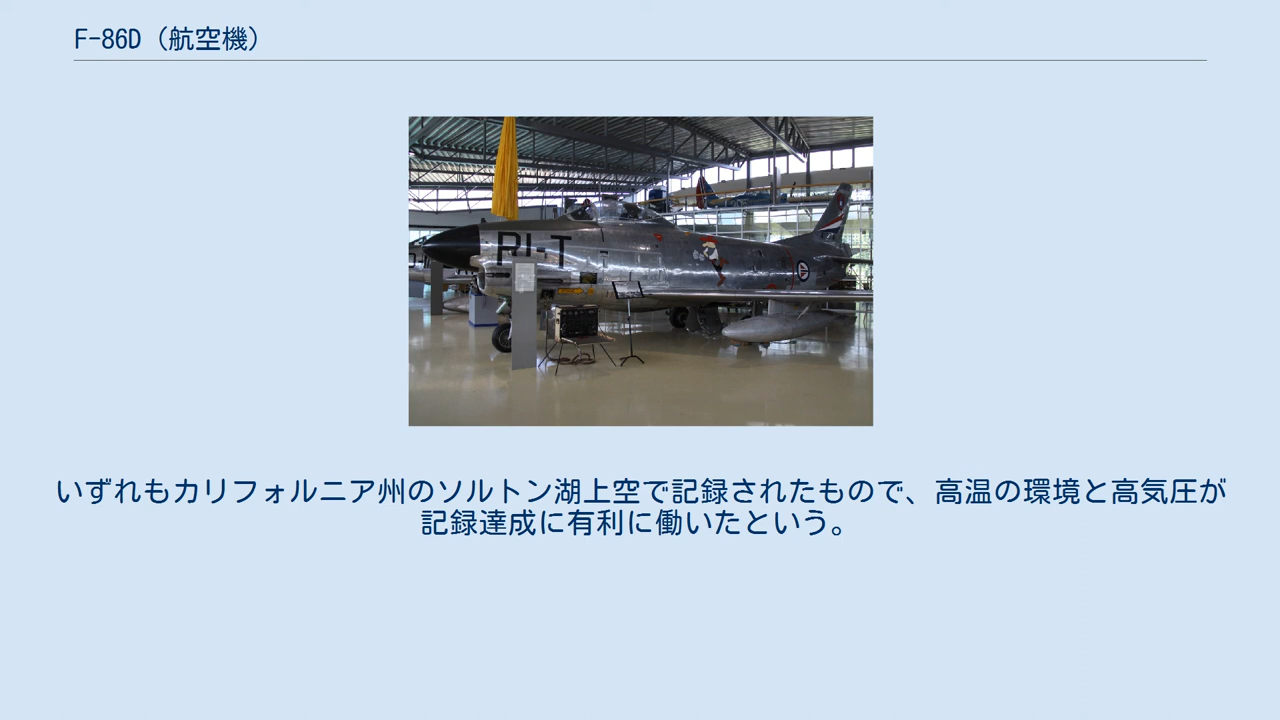 F-86D（航空機）
RI-T
いずれもカリフォルニア州のソルトン湖上空で記録されたもので、高温の環境と高気圧が
記録達成に有利に働いたという。